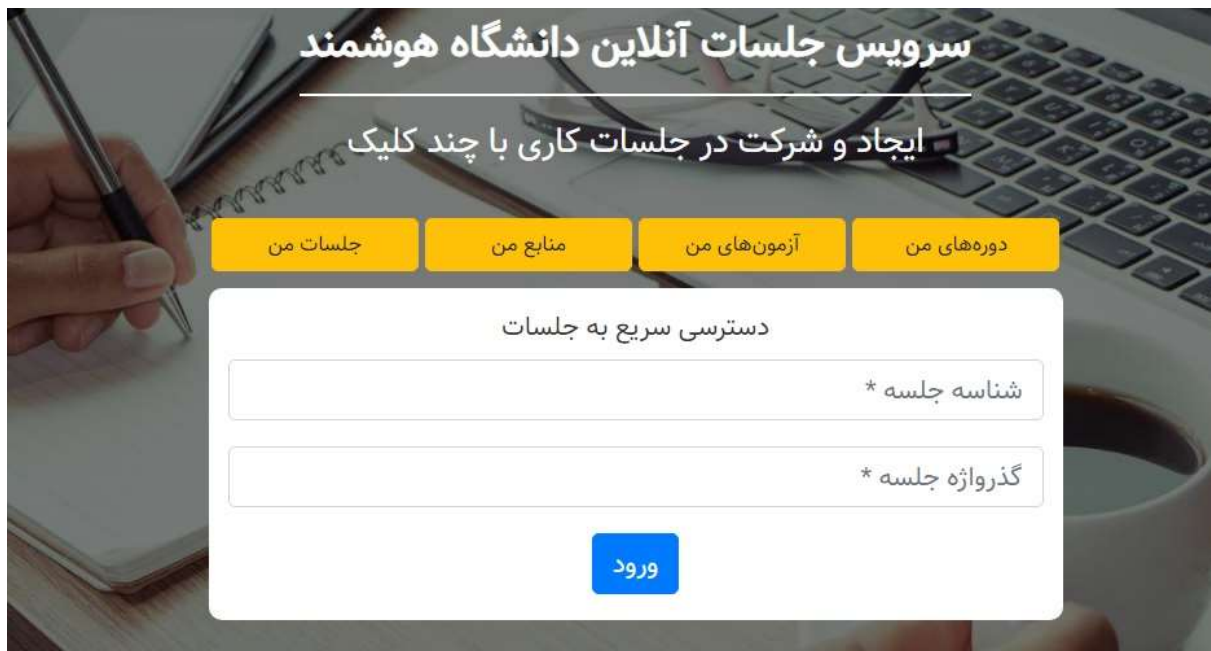 سرویس جلسات آنلاین دانشگاه هوشمند
ایجاد و شرکت در جلسات کاری با چند کلیک
دوره‌های من آزمون‌های من منابع من جلسات من
دسترسی سریع به جلسات
شناسه جلسه *
گذرواژه جلسه *
ورود